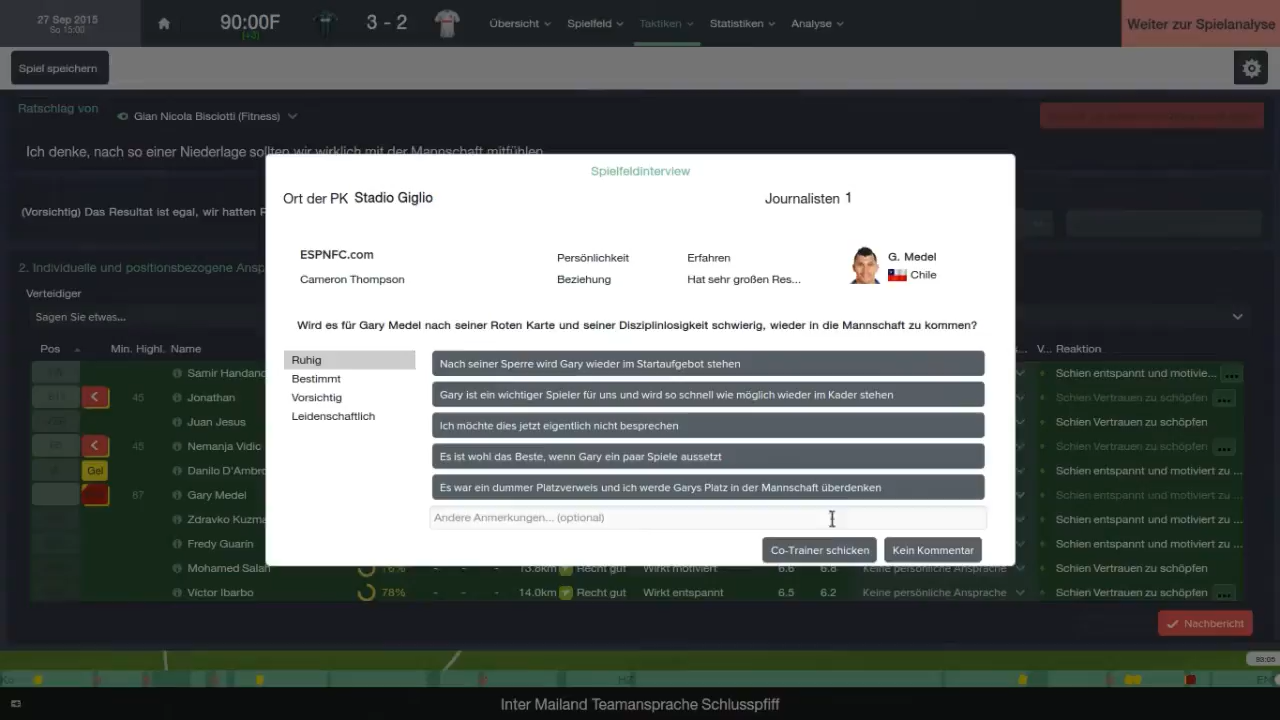 27 Sep 2015
So 15:00
90:00F
(+3)
3 - 2
Übersicht
Spielfeld
Taktiken
Statistiken
Analyse
Weiter zur Spielanalyse
Spiel speichern
Ratschlag von
Gian Nicola Bisciotti (Fitness)
Ich denke, nach so einer Niederlage sollten wir wirklich mit der Mannschaft mitfühlen
(Vorsichtig) Das Resultat ist egal, wir hatten
2. Individuelle und positionsbezogene Ansp
Verteidiger
Sagen Sie etwas...
Pos Min. Highl. Name
V... Reaktion
Samir Handano
Schien entspannt und motivie...
45 Jonathan
Schien Vertrauen zu schöpfen
Juan Jesus
Schien Vertrauen zu schöpfen
45 Nemanja Vidic
Schien Vertrauen zu schöpfen
Gel Danilo D'Ambro
Schien entspannt und motiviert zu ...
87 Gary Medel
Schien entspannt und motiviert zu ...
Zdravko Kuzma
Schien entspannt und motiviert zu ...
Fredy Guarín
Schien entspannt und motiviert zu ...
Mohamed Salah 76% - - - 13.8km Recht gut Wirkt motiviert 6.6 6.8 Keine persönliche Ansprache Schien Vertrauen zu schöpfen
Víctor Ibarbo 78% - - - 14.0km Recht gut Wirkt entspannt 6.5 6.2 Keine persönliche Ansprache Schien Vertrauen zu schöpfen
Spielfeldinterview
Ort der PK Stadio Giglio
Journalisten 1
ESPNFC.com
Cameron Thompson
Persönlichkeit Erfahren
Beziehung Hat sehr großen Res...
G. Medel
Chile
Wird es für Gary Medel nach seiner Roten Karte und seiner Disziplinlosigkeit schwierig, wieder in die Mannschaft zu kommen?
Ruhig
Bestimmt
Vorsichtig
Leidenschaftlich
Nach seiner Sperre wird Gary wieder im Startaufgebot stehen
Gary ist ein wichtiger Spieler für uns und wird so schnell wie möglich wieder im Kader stehen
Ich möchte dies jetzt eigentlich nicht besprechen
Es ist wohl das Beste, wenn Gary ein paar Spiele aussetzt
Es war ein dummer Platzverweis und ich werde Garys Platz in der Mannschaft überdenken
Andere Anmerkungen... (optional)
Co-Trainer schicken
Kein Kommentar
Nachbericht
HZ
Inter Mailand Teamansprache Schlusspfiff